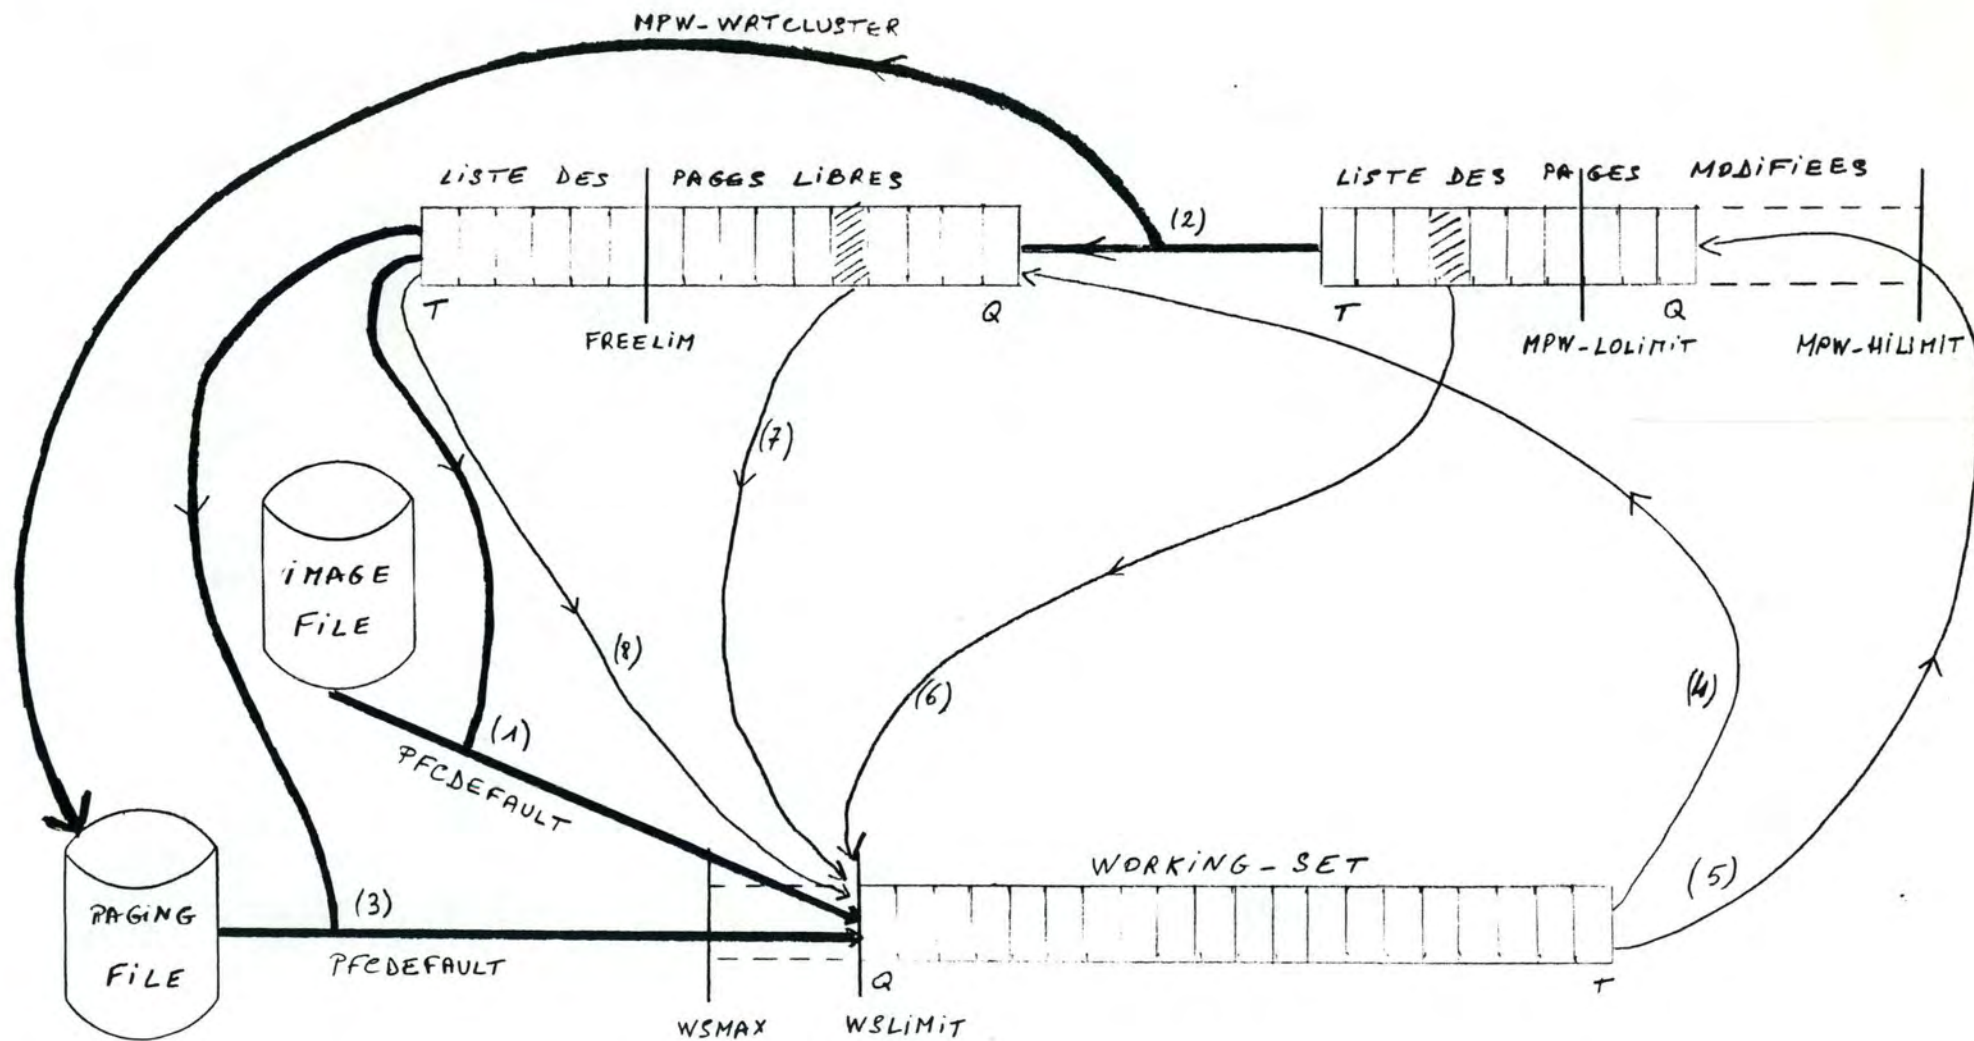 MPW-WRTCLUSTER
LISTE DES PAGES LIBRES
LISTE DES PAGES MODIFIEES
(2)
T
Q
T
Q
FREELIM
MPW-LOLIMIT
MPW-HILIMIT
(7)
IMAGE
FILE
(8)
(6)
(4)
(1)
PFCDEFAULT
WORKING-SET
(5)
PAGING
FILE
(3)
PFCDEFAULT
Q
T
WSMAX
WSLIMIT